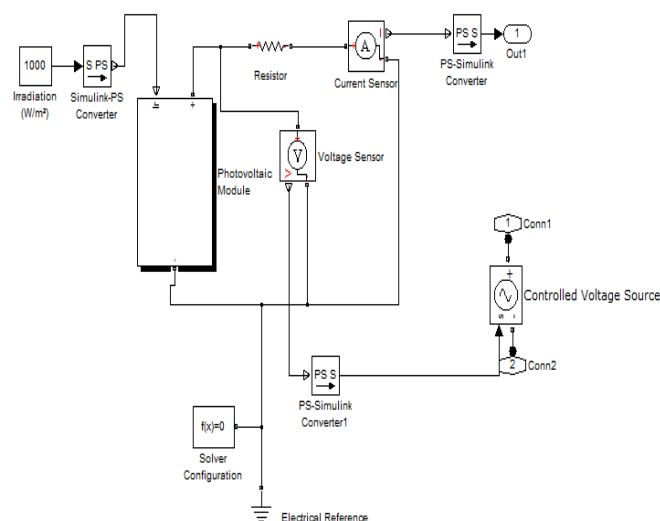 1000
Irradiation
(W/m²)
S PS
Simulink-PS
Converter
Ir
+
-
Photovoltaic
Module
Resistor
+
A
I
Current Sensor
PS S
PS-Simulink
Converter
1
Out1
+
V
V
Voltage Sensor
1
Conn1
+
s
-
Controlled Voltage Source
2
Conn2
PS S
PS-Simulink
Converter1
f(x)=0
Solver
Configuration
Electrical Reference